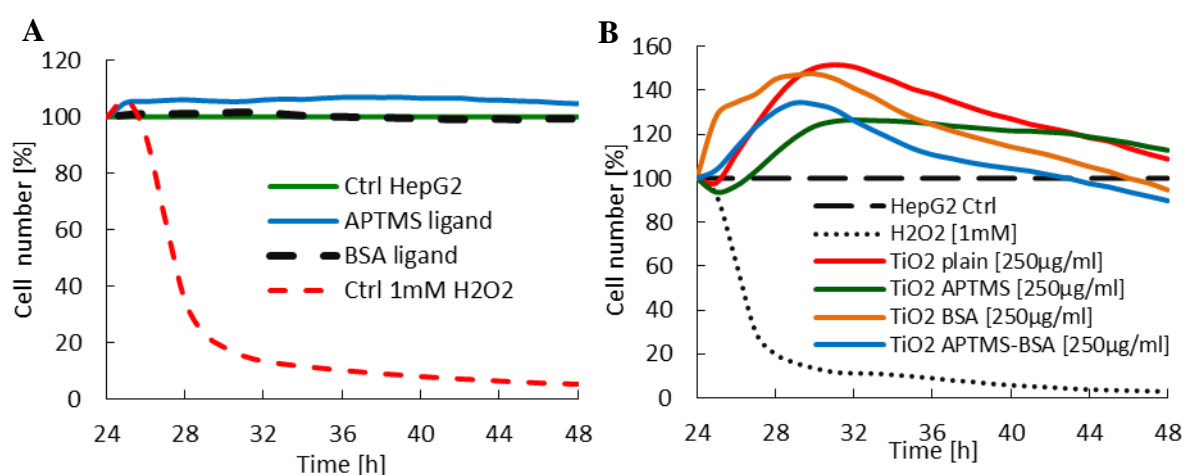 A
Cell number [%]
120
100
80
60
40
20
0
Ctrl HepG2
APTMS ligand
BSA ligand
Ctrl 1mM H2O2
24 28 32 36 40 44 48
Time [h]
B
Cell number [%]
160
140
120
100
80
60
40
20
0
HepG2 Ctrl
H2O2 [1mM]
TiO2 plain [250µg/ml]
TiO2 APTMS [250µg/ml]
TiO2 BSA [250µg/ml]
TiO2 APTMS-BSA [250µg/ml]
24 28 32 36 40 44 48
Time [h]